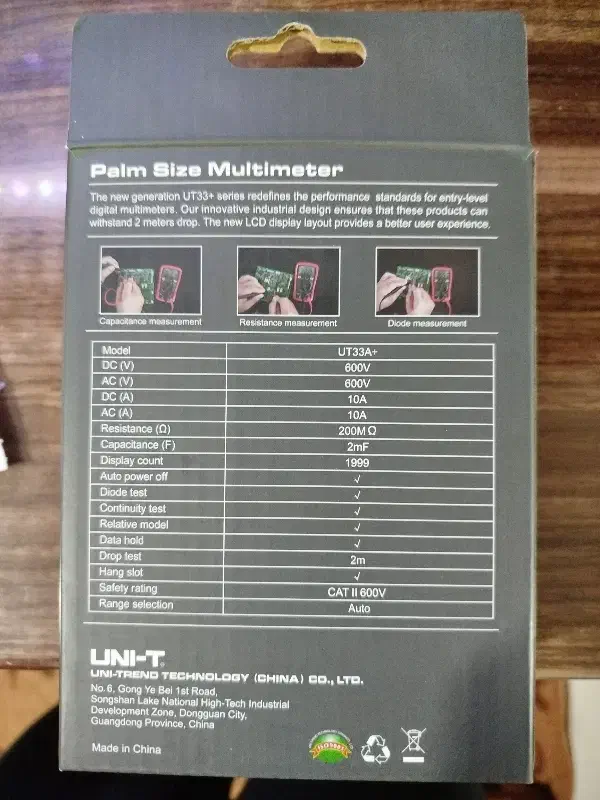 Palm Size Multimeter
The new generation UT33+ series redefines the performance standards for entry-level
digital multimeters. Our innovative industrial design ensures that these products can
withstand 2 meters drop. The new LCD display layout provides a better user experience.
Capacitance measurement
Resistance measurement
Diode measurement
Model UT33A+
DC (V) 600V
AC (V) 600V
DC (A) 10A
AC (A) 10A
Resistance (Ω) 200MΩ
Capacitance (F) 2mF
Display count 1999
Auto power off √
Diode test √
Continuity test √
Relative model √
Data hold √
Drop test 2m
Hang slot √
Safety rating CAT II 600V
Range selection Auto
UNI-T®
UNI-TREND TECHNOLOGY (CHINA) CO., LTD.
No.6, Gong Ye Bei 1st Road,
Songshan Lake National High-Tech Industrial
Development Zone, Dongguan City,
Guangdong Province, China
Made in China